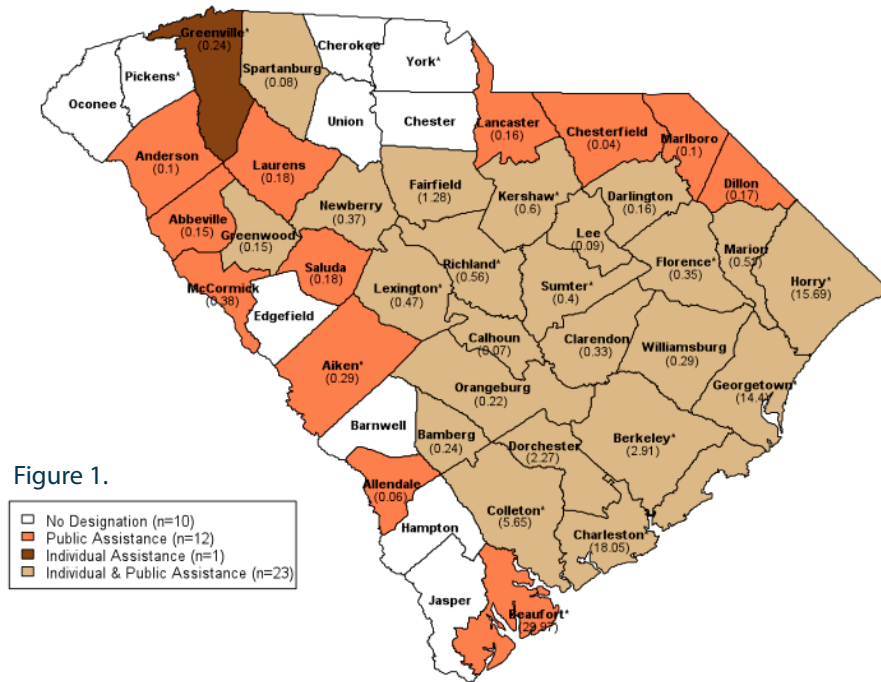 Greenville*
(0.24)
Cherokee
York*
Spartanburg
(0.08)
Pickens*
Oconee
Union
Chester
Lancaster
(0.16)
Chesterfield
(0.04)
Marlboro
(0.1)
Anderson
(0.1)
Laurens
(0.18)
Dillon
(0.17)
Fairfield
(1.28)
Kershaw*
(0.6)
Darlington
(0.16)
Newberry
(0.37)
Abbeville
(0.15)
Greenwood
(0.15)
Lee
(0.09)
Marion
(0.52)
Saluda
(0.18)
Richland*
(0.56)
Florence*
(0.35)
Horry*
(15.69)
McCormick
(0.38)
Lexington*
(0.47)
Sumter*
(0.4)
Edgefield
Calhoun
(0.07)
Clarendon
(0.33)
Williamsburg
(0.29)
Aiken*
(0.29)
Orangeburg
(0.22)
Georgetown*
(14.4)
Barnwell
Bamberg
(0.24)
Dorchester
(2.27)
Berkeley*
(2.91)
Allendale
(0.06)
Colleton*
(5.65)
Hampton
Charleston*
(18.05)
Jasper
Beaufort*
(29.97)
Figure 1.
No Designation (n=10)
Public Assistance (n=12)
Individual Assistance (n=1)
Individual & Public Assistance (n=23)